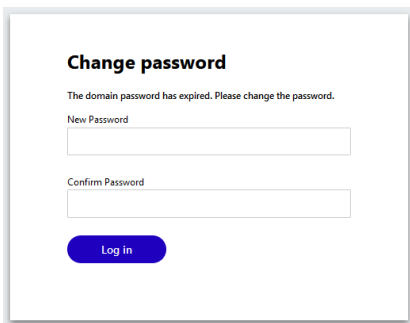 Change password
The domain password has expired. Please change the password.
New Password
Confirm Password
Log in